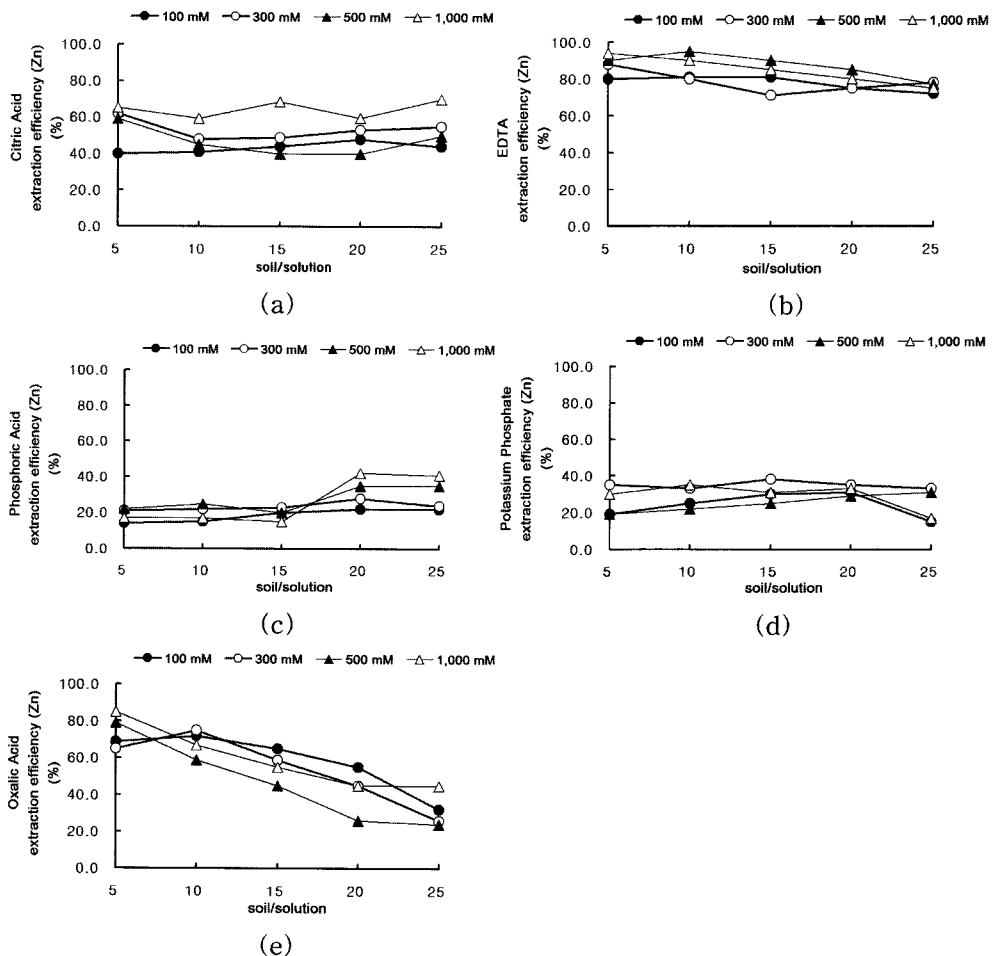 100 mM 300 mM 500 mM 1,000 mM
Citric Acid
extraction efficiency (Zn)
(%)
100.0
80.0
60.0
40.0
20.0
0.0
5 10 15 20 25
soil/solution
(a)
100 mM 300 mM 500 mM 1,000 mM
EDTA
extraction efficiency (Zn)
(%)
100.0
80.0
60.0
40.0
20.0
0.0
5 10 15 20 25
soil/solution
(b)
100 mM 300 mM 500 mM 1,000 mM
Phosphoric Acid
extraction efficiency (Zn)
(%)
100.0
80.0
60.0
40.0
20.0
0.0
5 10 15 20 25
soil/solution
(c)
100 mM 300 mM 500 mM 1,000 mM
Potassium Phosphate
extraction efficiency (Zn)
(%)
100.0
80.0
60.0
40.0
20.0
0.0
5 10 15 20 25
soil/solution
(d)
100 mM 300 mM 500 mM 1,000 mM
Oxalic Acid
extraction efficiency (Zn)
(%)
100.0
80.0
60.0
40.0
20.0
0.0
5 10 15 20 25
soil/solution
(e)